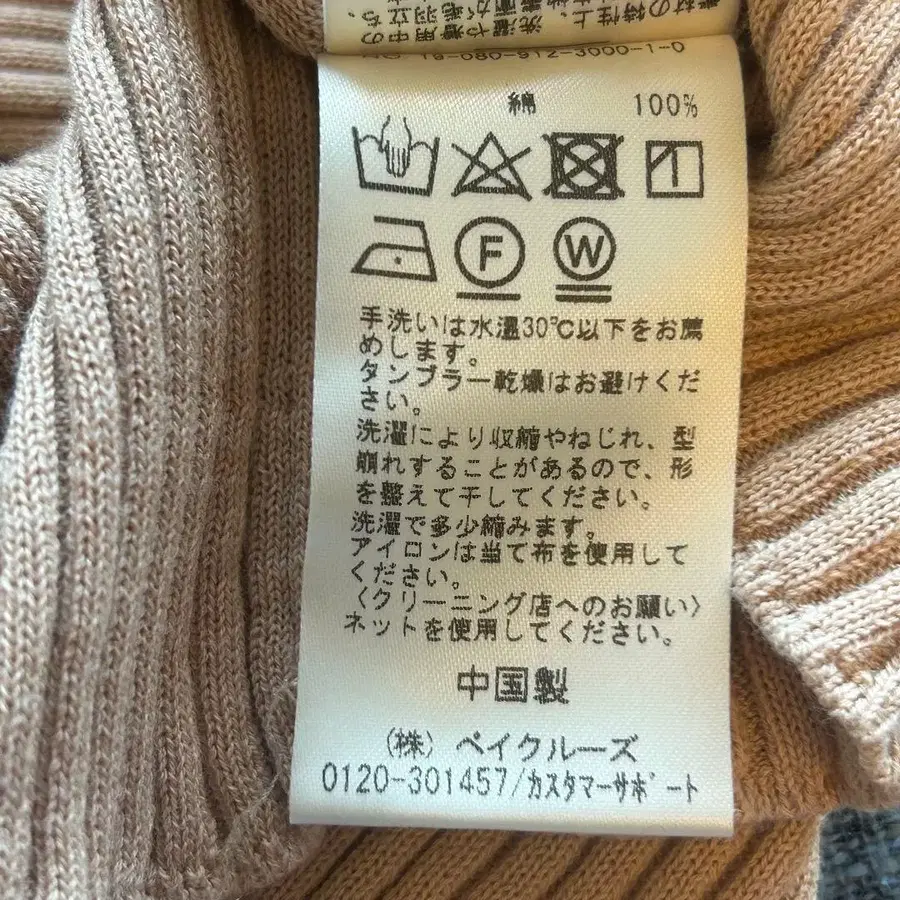 19-080-912-3000-1-0
綿 100%
F W
手洗いは水温30℃以下をお薦
めします。
タンブラー乾燥はお避けくだ
さい。
洗濯により収縮やねじれ、型
崩れすることがあるので、形
を整えて干してください。
洗濯で多少縮みます。
アイロンは当て布を使用して
ください。
〈クリーニング店へのお願い〉
ネットを使用してください。
中国製
(株) ベイクルーズ
0120-301457/カスタマーサポート